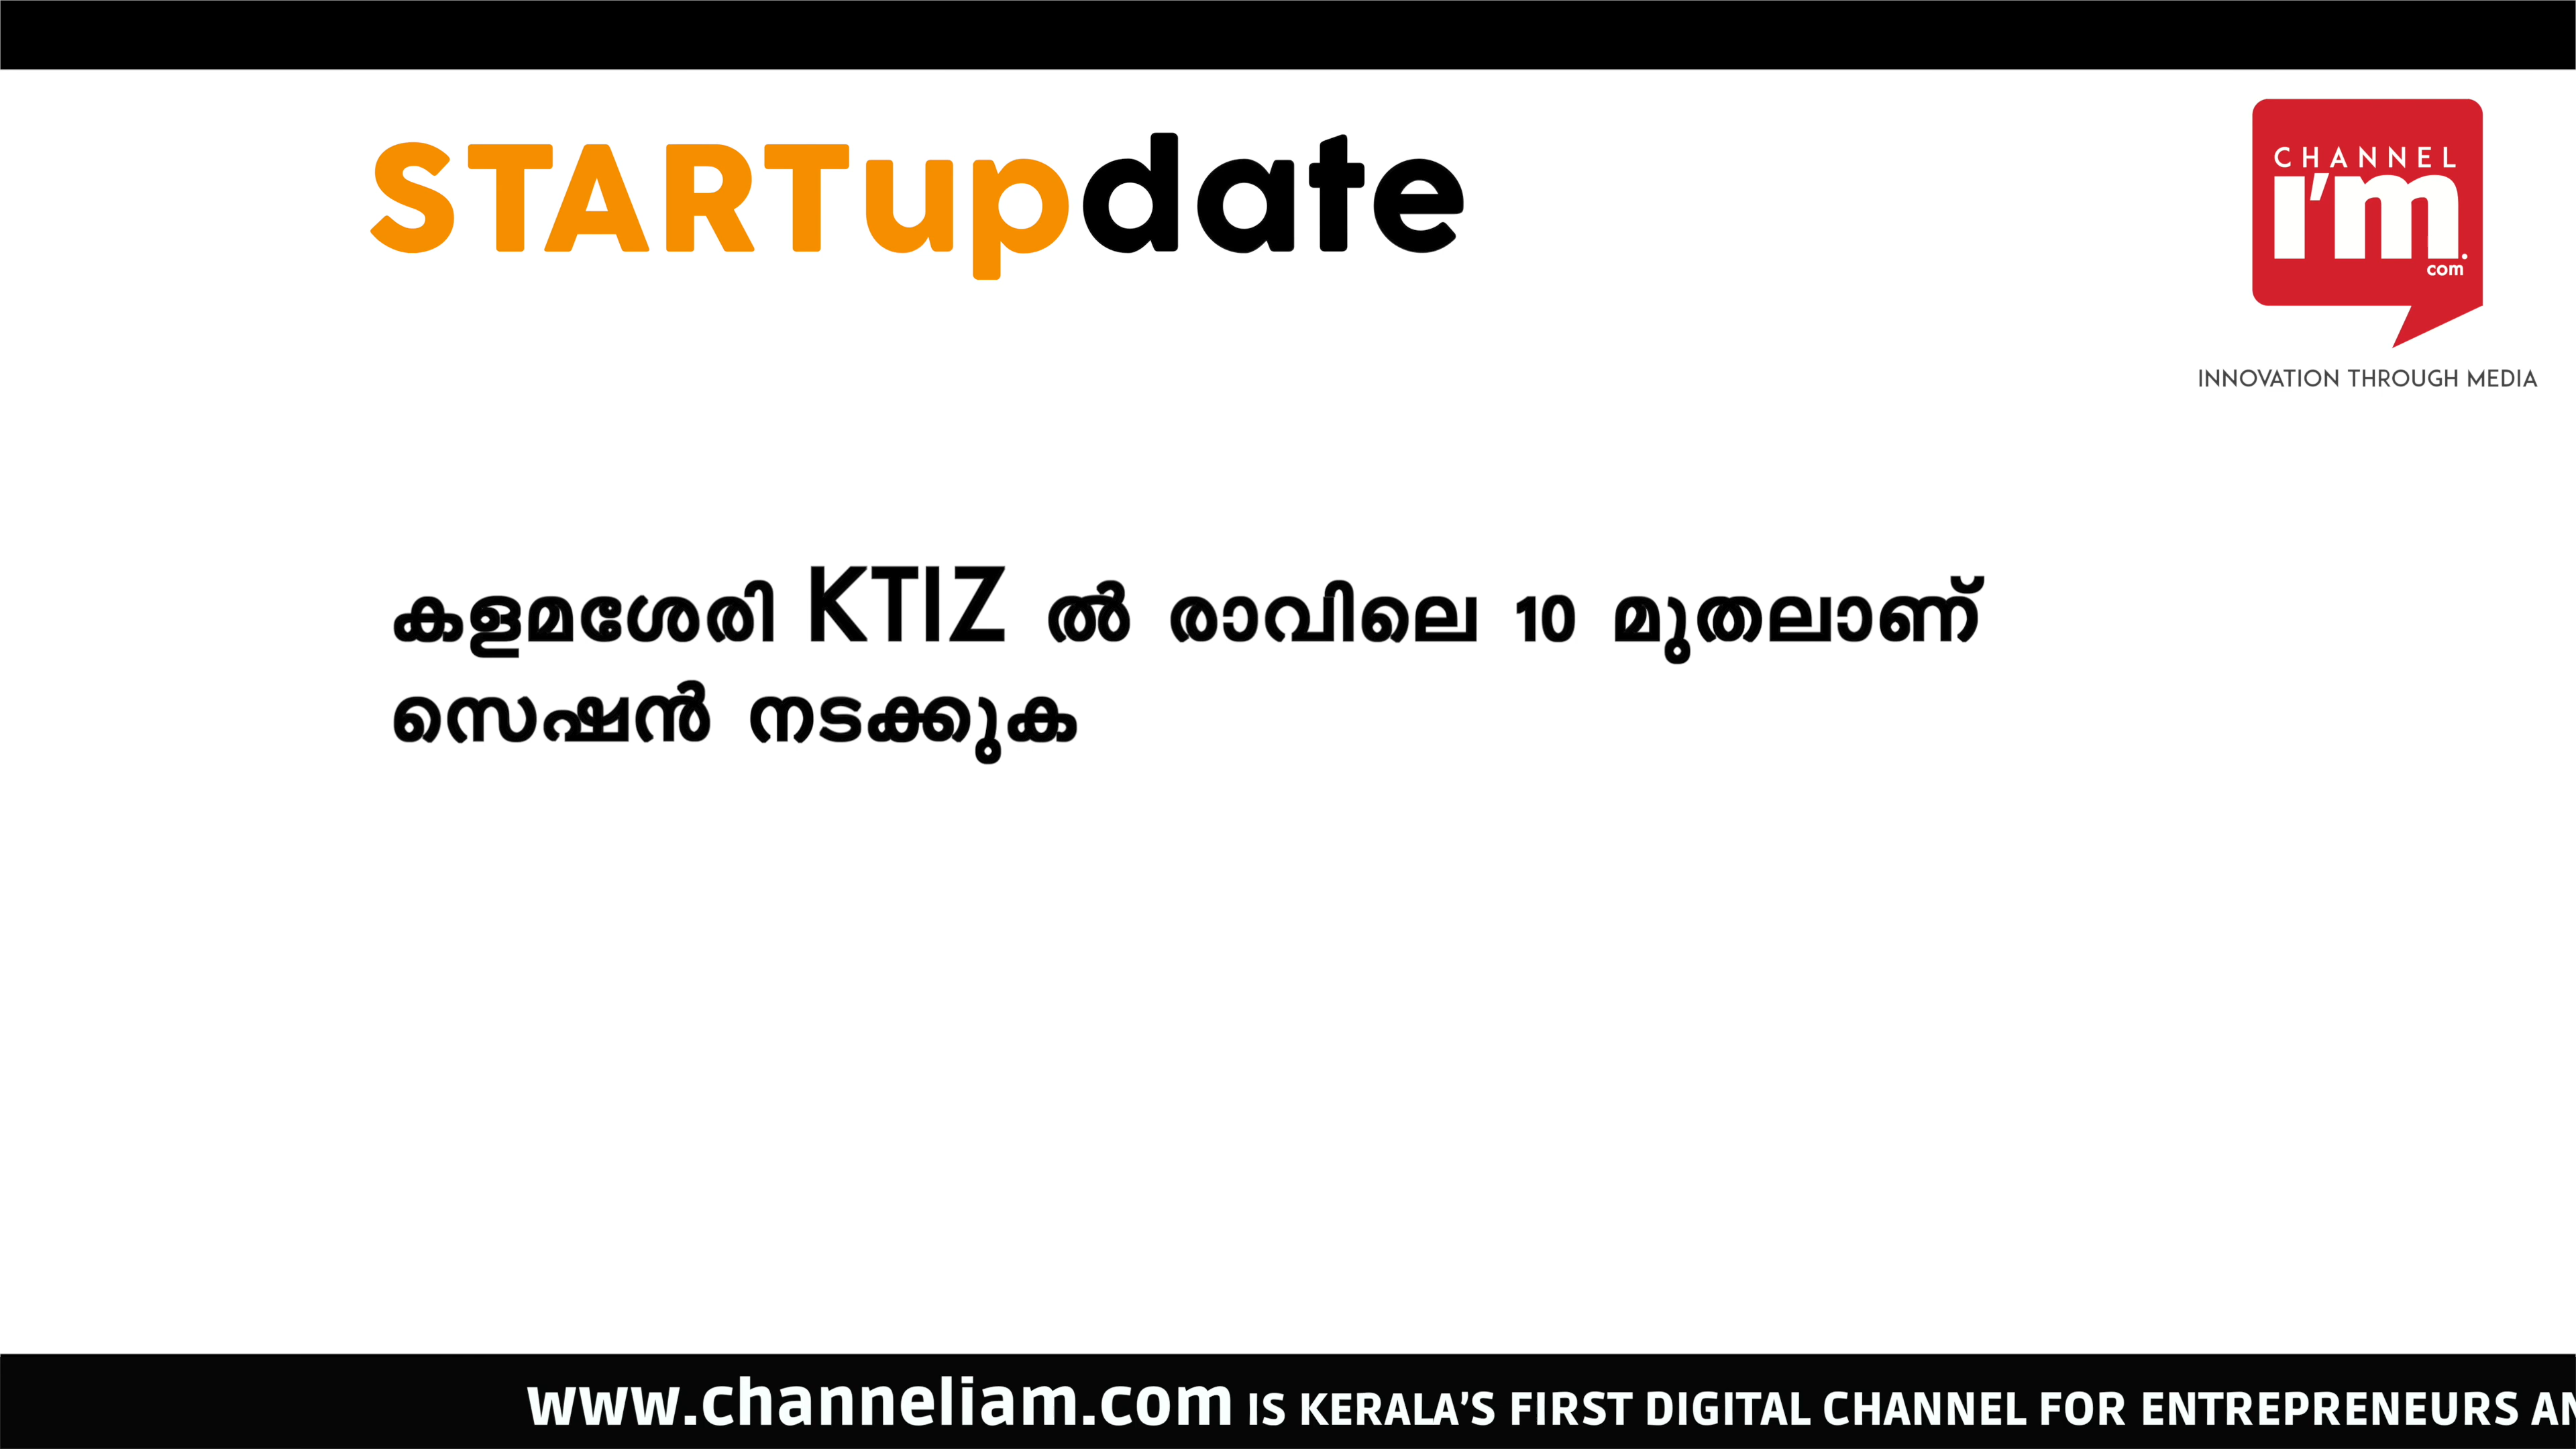 STARTupdate
CHANNEL
I'm.
com
INNOVATION THROUGH MEDIA
കളമശേരി KTIZ ൽ രാവിലെ 10 മുതലാണ്
സെഷൻ നടക്കുക
www.channeliam.com IS KERALA'S FIRST DIGITAL CHANNEL FOR ENTREPRENEURS AN